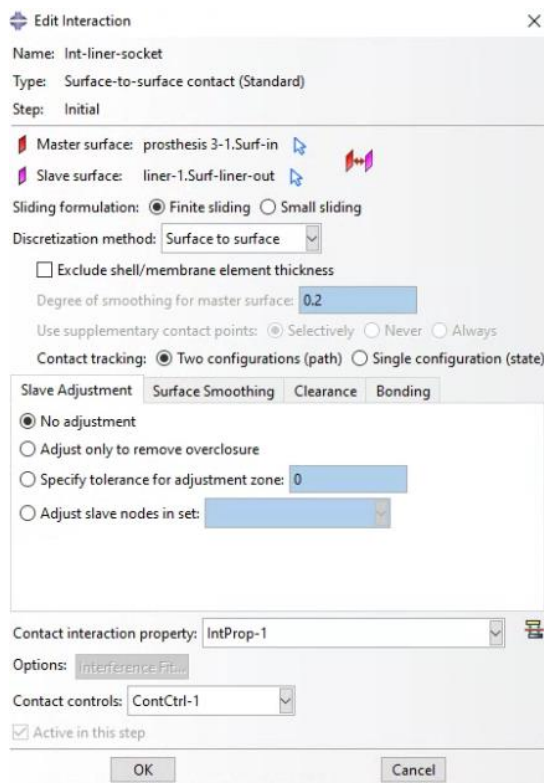 Edit Interaction
Name: Int-liner-socket
Type: Surface-to-surface contact (Standard)
Step: Initial
Master surface: prosthesis 3-1.Surf-in
Slave surface: liner-1.Surf-liner-out
Sliding formulation: Finite sliding Small sliding
Discretization method: Surface to surface
Exclude shell/membrane element thickness
Degree of smoothing for master surface: 0.2
Use supplementary contact points: Selectively Never Always
Contact tracking: Two configurations (path) Single configuration (state)
Slave Adjustment Surface Smoothing Clearance Bonding
No adjustment
Adjust only to remove overclosure
Specify tolerance for adjustment zone: 0
Adjust slave nodes in set:
Contact interaction property: IntProp-1
Options: Interference Fit...
Contact controls: ContCtrl-1
Active in this step
OK Cancel